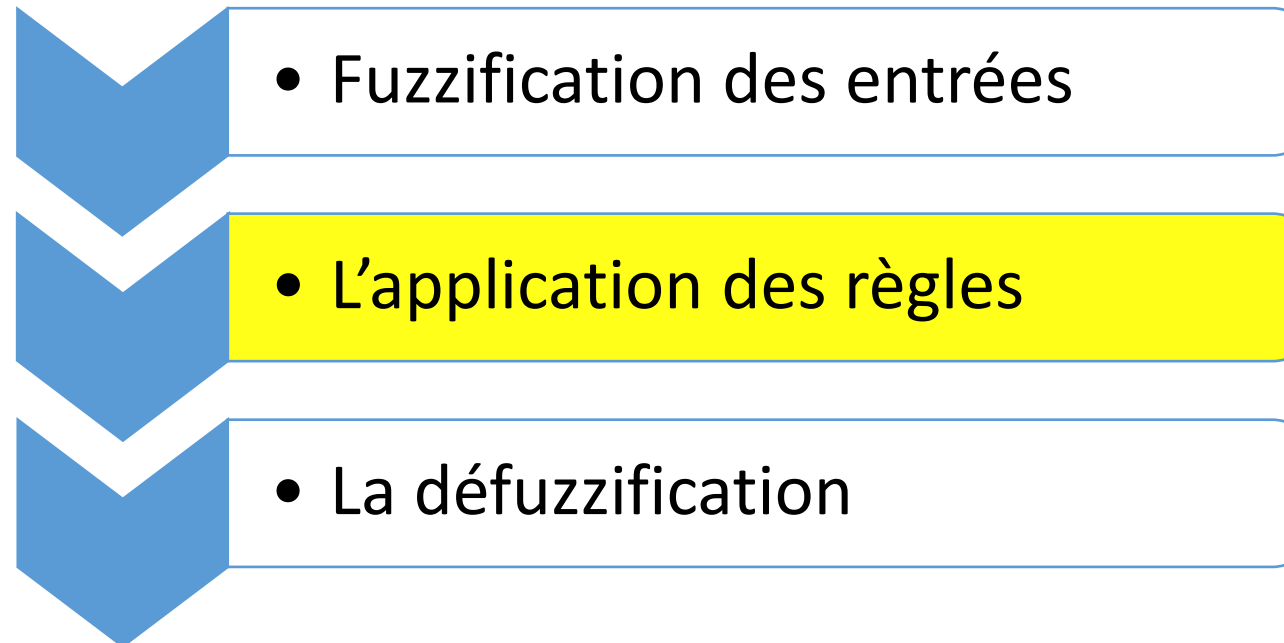 • Fuzzification des entrées
• L’application des règles
• La défuzzification